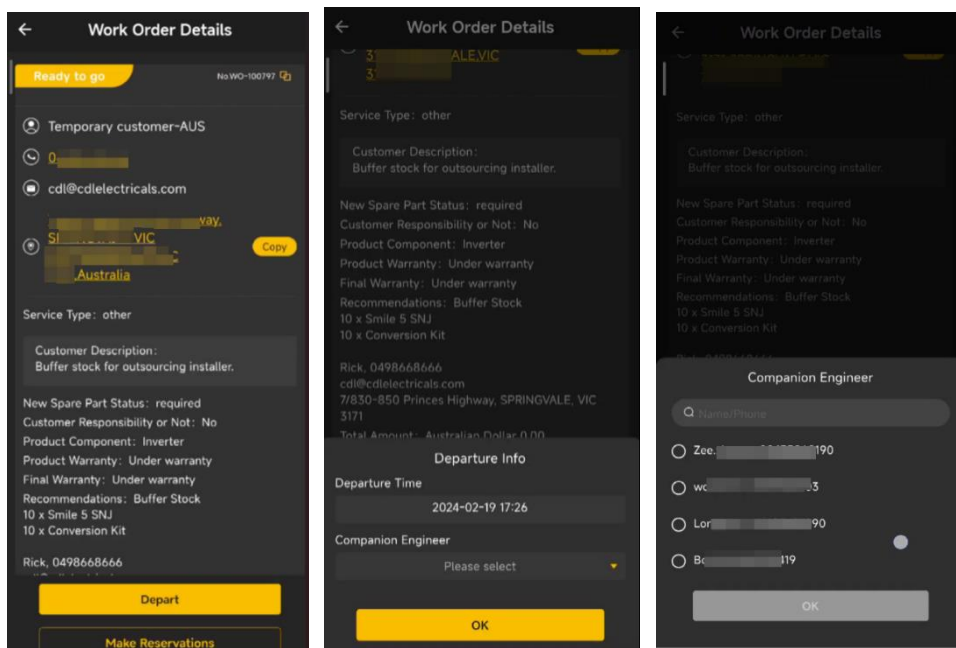 Work Order Details
Ready to go
No.WO-100797
Temporary customer-AUS
0
cdl@cdlelectricals.com
way,
VIC
,Australia
Copy
Service Type: other
Customer Description:
Buffer stock for outsourcing installer.
New Spare Part Status: required
Customer Responsibility or Not: No
Product Component: Inverter
Product Warranty: Under warranty
Final Warranty: Under warranty
Recommendations: Buffer Stock
10 x Smile 5 SNJ
10 x Conversion Kit
Rick, 0498668666
Depart
Make Reservations
Work Order Details
ALE,VIC
Service Type: other
Customer Description:
Buffer stock for outsourcing installer.
New Spare Part Status: required
Customer Responsibility or Not: No
Product Component: Inverter
Product Warranty: Under warranty
Final Warranty: Under warranty
Recommendations: Buffer Stock
10 x Smile 5 SNJ
10 x Conversion Kit
Rick, 0498668666
cdl@cdlelectricals.com
7/830-850 Princes Highway, SPRINGVALE, VIC
3171
Total Amount: Australian Dollar 0.00
Departure Info
Departure Time
2024-02-19 17:26
Companion Engineer
Please select
OK
Work Order Details
Service Type: other
Customer Description:
Buffer stock for outsourcing installer.
New Spare Part Status: required
Customer Responsibility or Not: No
Product Component: Inverter
Product Warranty: Under warranty
Final Warranty: Under warranty
Recommendations: Buffer Stock
10 x Smile 5 SNJ
10 x Conversion Kit
Companion Engineer
Name/Phone
Zee. 190
3
Lor 90
419
OK